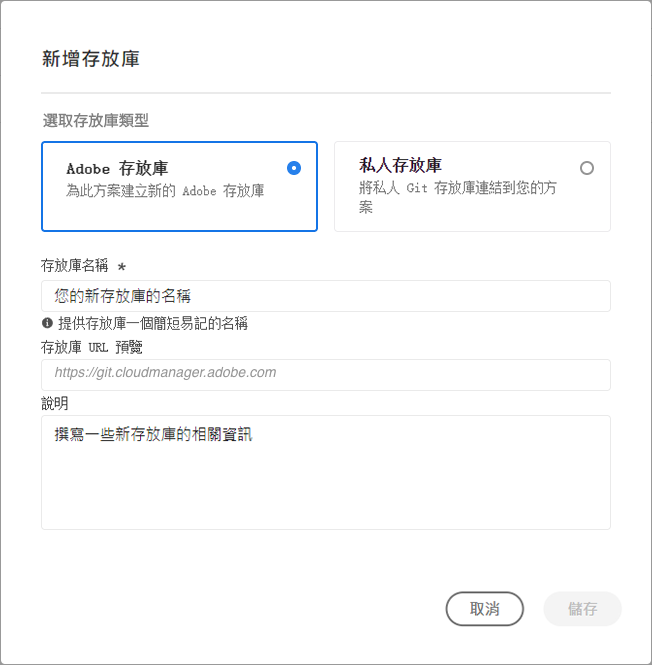 新增存放庫
選取存放庫類型
Adobe 存放庫
為此方案建立新的 Adobe 存放庫
私人存放庫
將私人 Git 存放庫連結到您的方
案
存放庫名稱 *
您的新存放庫的名稱
提供存放庫一個簡短易記的名稱
存放庫 URL 預覽
https://git.cloudmanager.adobe.com
說明
撰寫一些新存放庫的相關資訊
取消
儲存